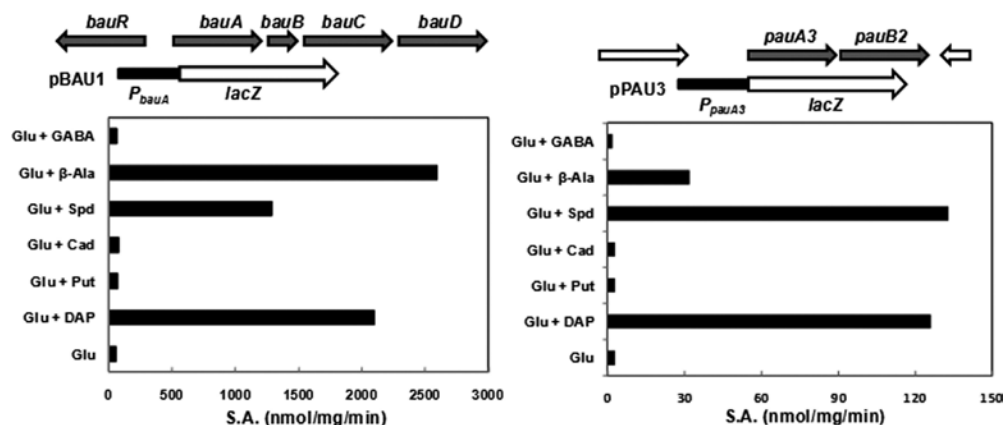 bauR bauA bauB bauC bauD
pBAU1
PbauA lacZ
Glu + GABA
Glu + β-Ala
Glu + Spd
Glu + Cad
Glu + Put
Glu + DAP
Glu
0 500 1000 1500 2000 2500 3000
S.A. (nmol/mg/min)
pauA3 pauB2
pPAU3
PpauA3 lacZ
Glu + GABA
Glu + β-Ala
Glu + Spd
Glu + Cad
Glu + Put
Glu + DAP
Glu
0 30 60 90 120 150
S.A. (nmol/mg/min)